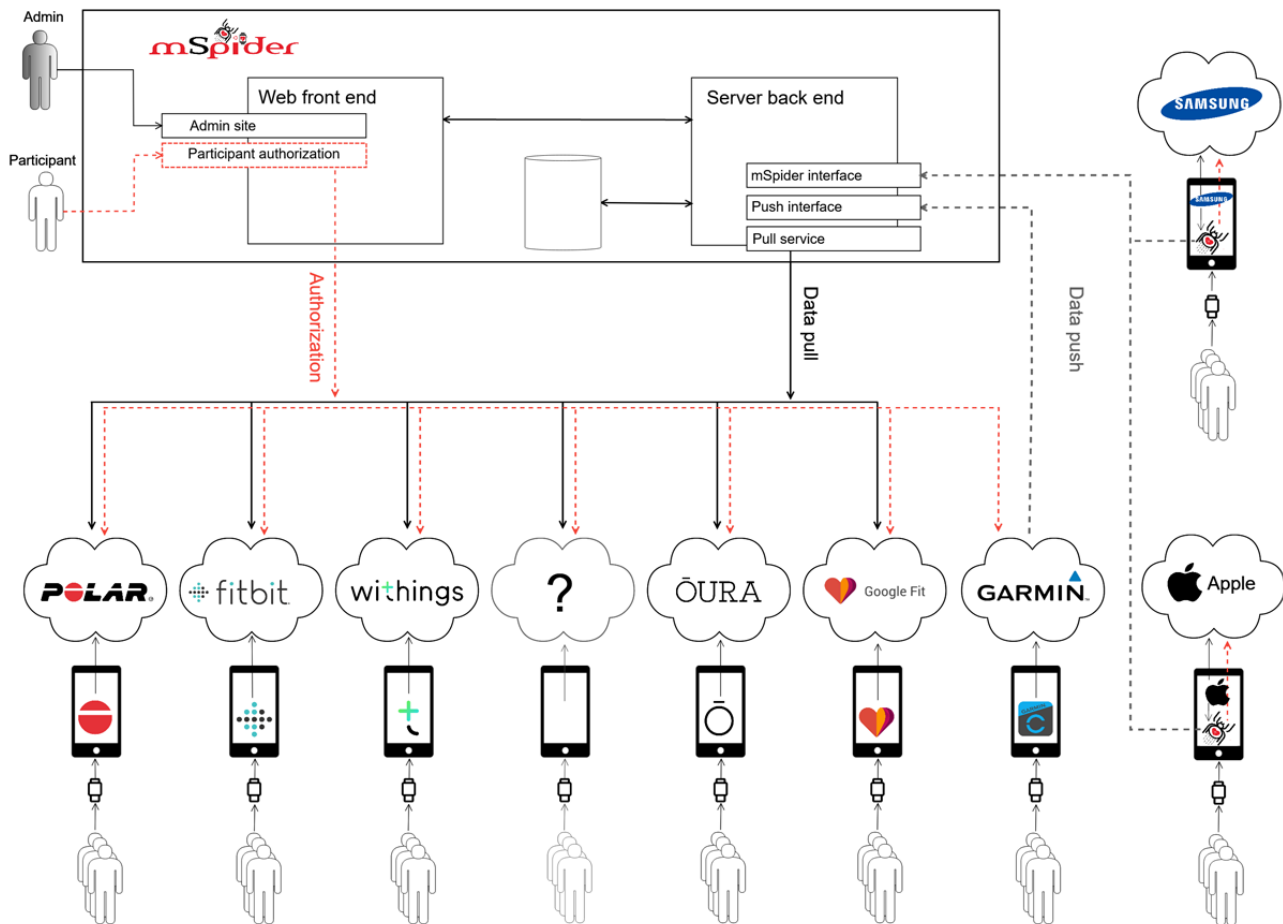 Admin
mSpider
Web front end
Server back end
Admin site
Participant authorization
Participant
mSpider interface
Push interface
Pull service
SAMSUNG
SAMSUNG
Authorization
Data pull
Data push
POLAR
fitbit
withings
?
ŌURA
Google Fit
GARMIN
Apple